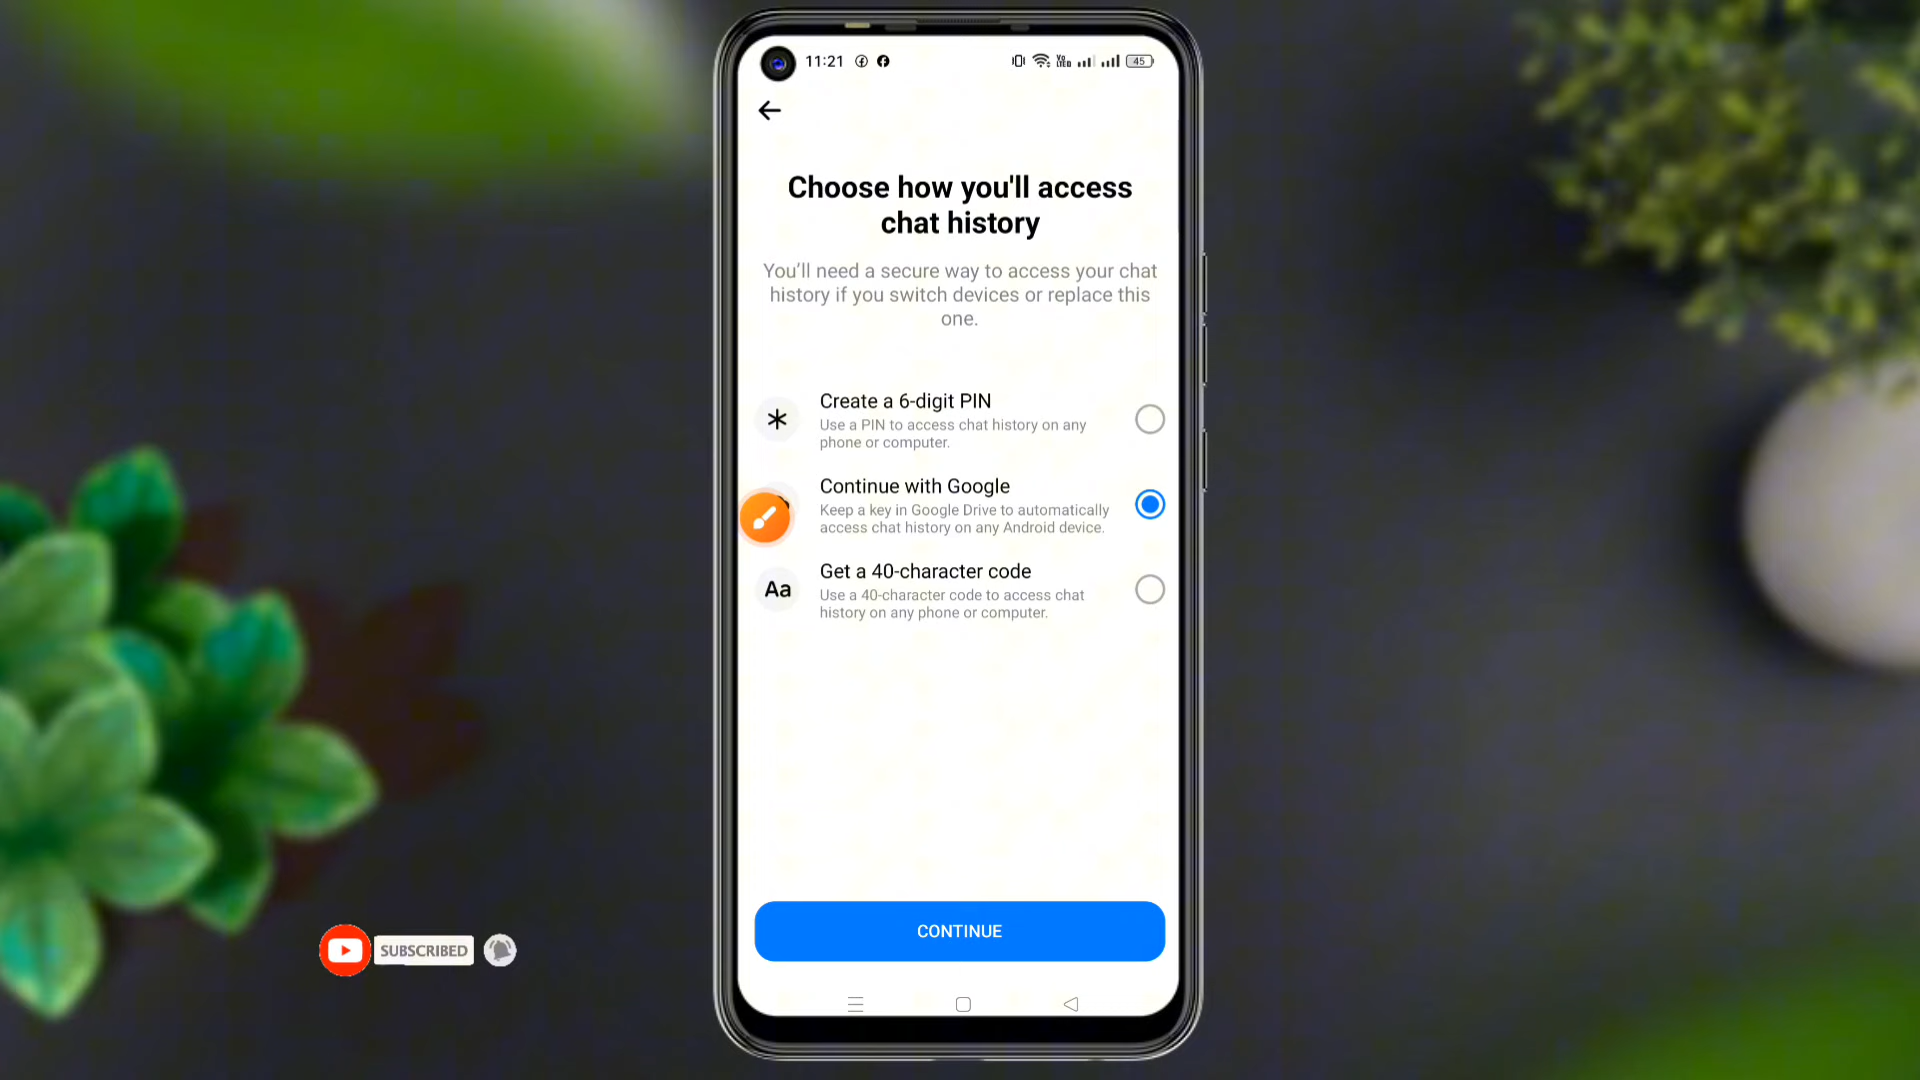 11:21
45
Choose how you'll access
chat history
You’ll need a secure way to access your chat
history if you switch devices or replace this
one.
Create a 6-digit PIN
Use a PIN to access chat history on any
phone or computer.
Continue with Google
Keep a key in Google Drive to automatically
access chat history on any Android device.
Aa
Get a 40-character code
Use a 40-character code to access chat
history on any phone or computer.
CONTINUE
SUBSCRIBED